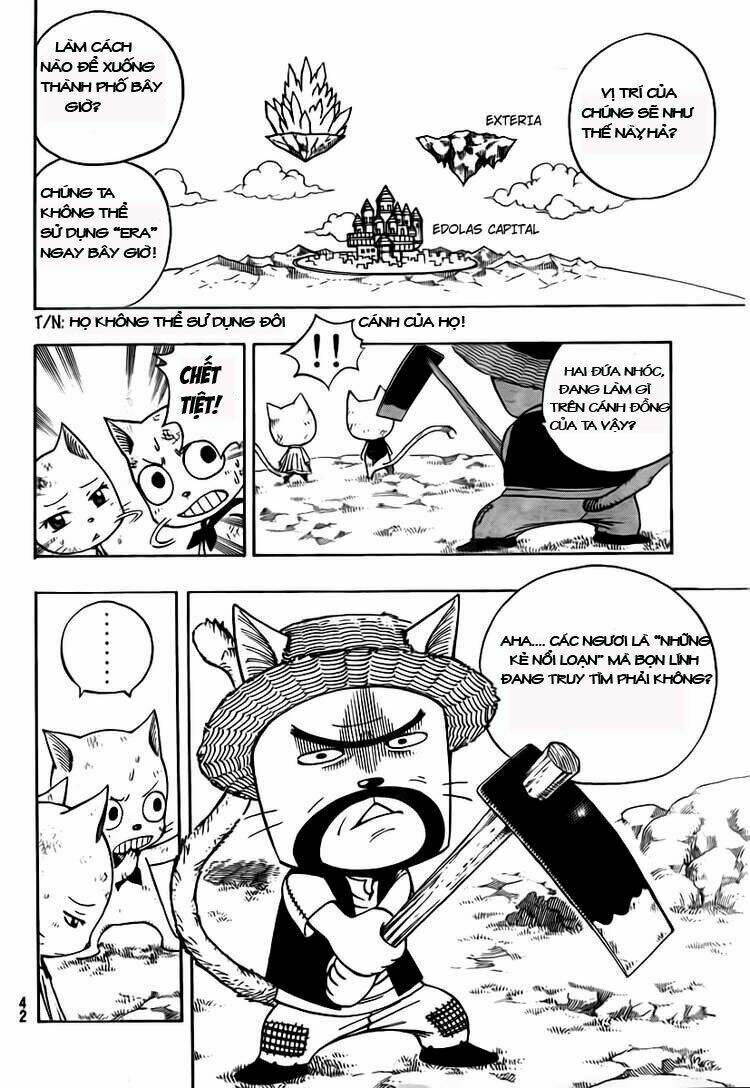 VỊ TRÍ CỦA
CHÚNG SẼ NHƯ
THẾ NÀY, HẢ?
EXTERIA
EDOLAS CAPITAL
LÀM CÁCH
NÀO ĐỂ XUỐNG
THÀNH PHỐ BÂY
GIỜ?
CHÚNG TA
KHÔNG THỂ
SỬ DỤNG "ERA"
NGAY BÂY GIỜ!
T/N: HỌ KHÔNG THỂ SƯ DỤNG ĐÔI CÁNH CỦA HỌ!
HAI ĐỨA NHÓC,
ĐANG LÀM GÌ
TRÊN CÁNH ĐỒNG
CỦA TA VẬY?
!!
CHẾT
TIỆT!
AHA.... CÁC NGƯƠI LÀ "NHỮNG
KẺ NỔI LOẠN" MÀ BỌN LÍNH
ĐANG TRUY TÌM PHẢI KHÔNG?
......
42